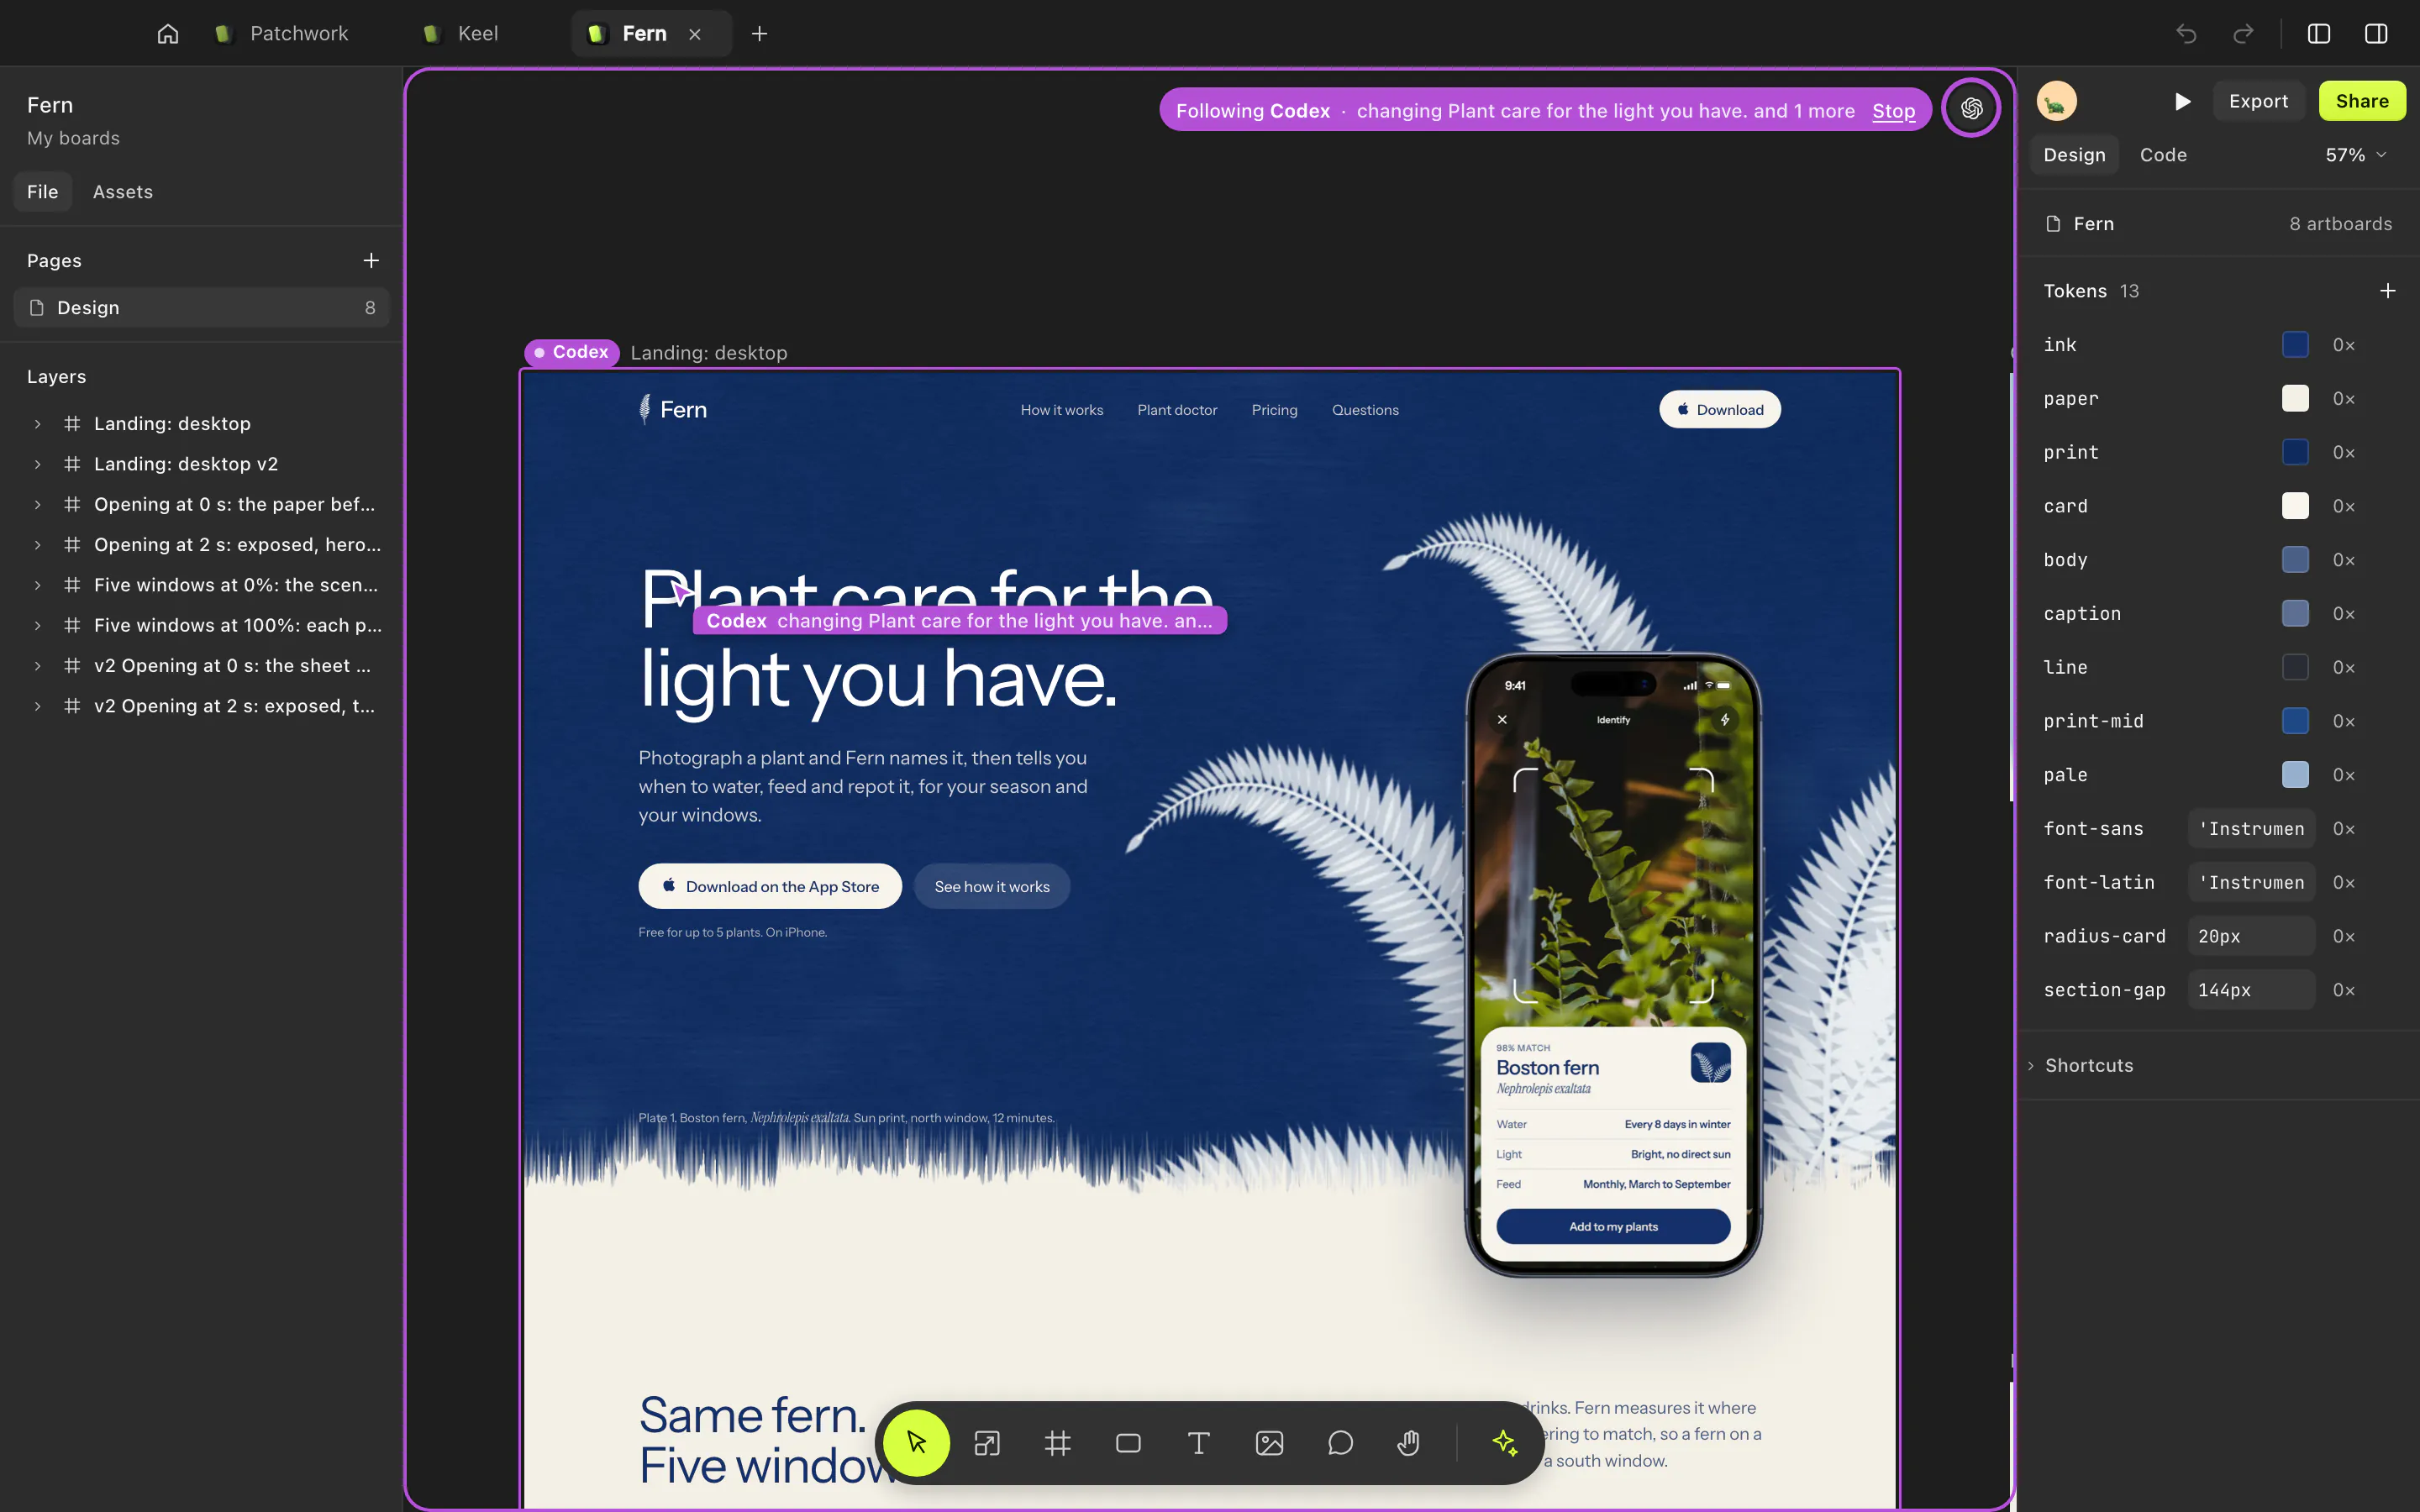 Patchwork
Keel
Fern
Fern
My boards
File
Assets
Pages
Design
8
Layers
Landing: desktop
Landing: desktop v2
Opening at 0 s: the paper bef...
Opening at 2 s: exposed, hero...
Five windows at 0%: the scen...
Five windows at 100%: each p...
v2 Opening at 0 s: the sheet ...
v2 Opening at 2 s: exposed, t...
Following Codex · changing Plant care for the light you have. and 1 more Stop
Codex
Landing: desktop
Fern
How it works
Plant doctor
Pricing
Questions
Download
Plant care for the
Codex changing Plant care for the light you have. an...
light you have.
Photograph a plant and Fern names it, then tells you
when to water, feed and repot it, for your season and
your windows.
Download on the App Store
See how it works
Free for up to 5 plants. On iPhone.
Plate 1. Boston fern, Nephrolepis exaltata. Sun print, north window, 12 minutes.
9:41
Identify
98% MATCH
Boston fern
Nephrolepis exaltata
Water
Every 8 days in winter
Light
Bright, no direct sun
Feed
Monthly, March to September
Add to my plants
Same fern.
Five window
drinks. Fern measures it where
ering to match, so a fern on a
a south window.
Export
Share
Design
Code
57%
Fern
8 artboards
Tokens 13
ink 0×
paper 0×
print 0×
card 0×
body 0×
caption 0×
line 0×
print-mid 0×
pale 0×
font-sans 'Instrumen 0×
font-latin 'Instrumen 0×
radius-card 20px 0×
section-gap 144px 0×
Shortcuts